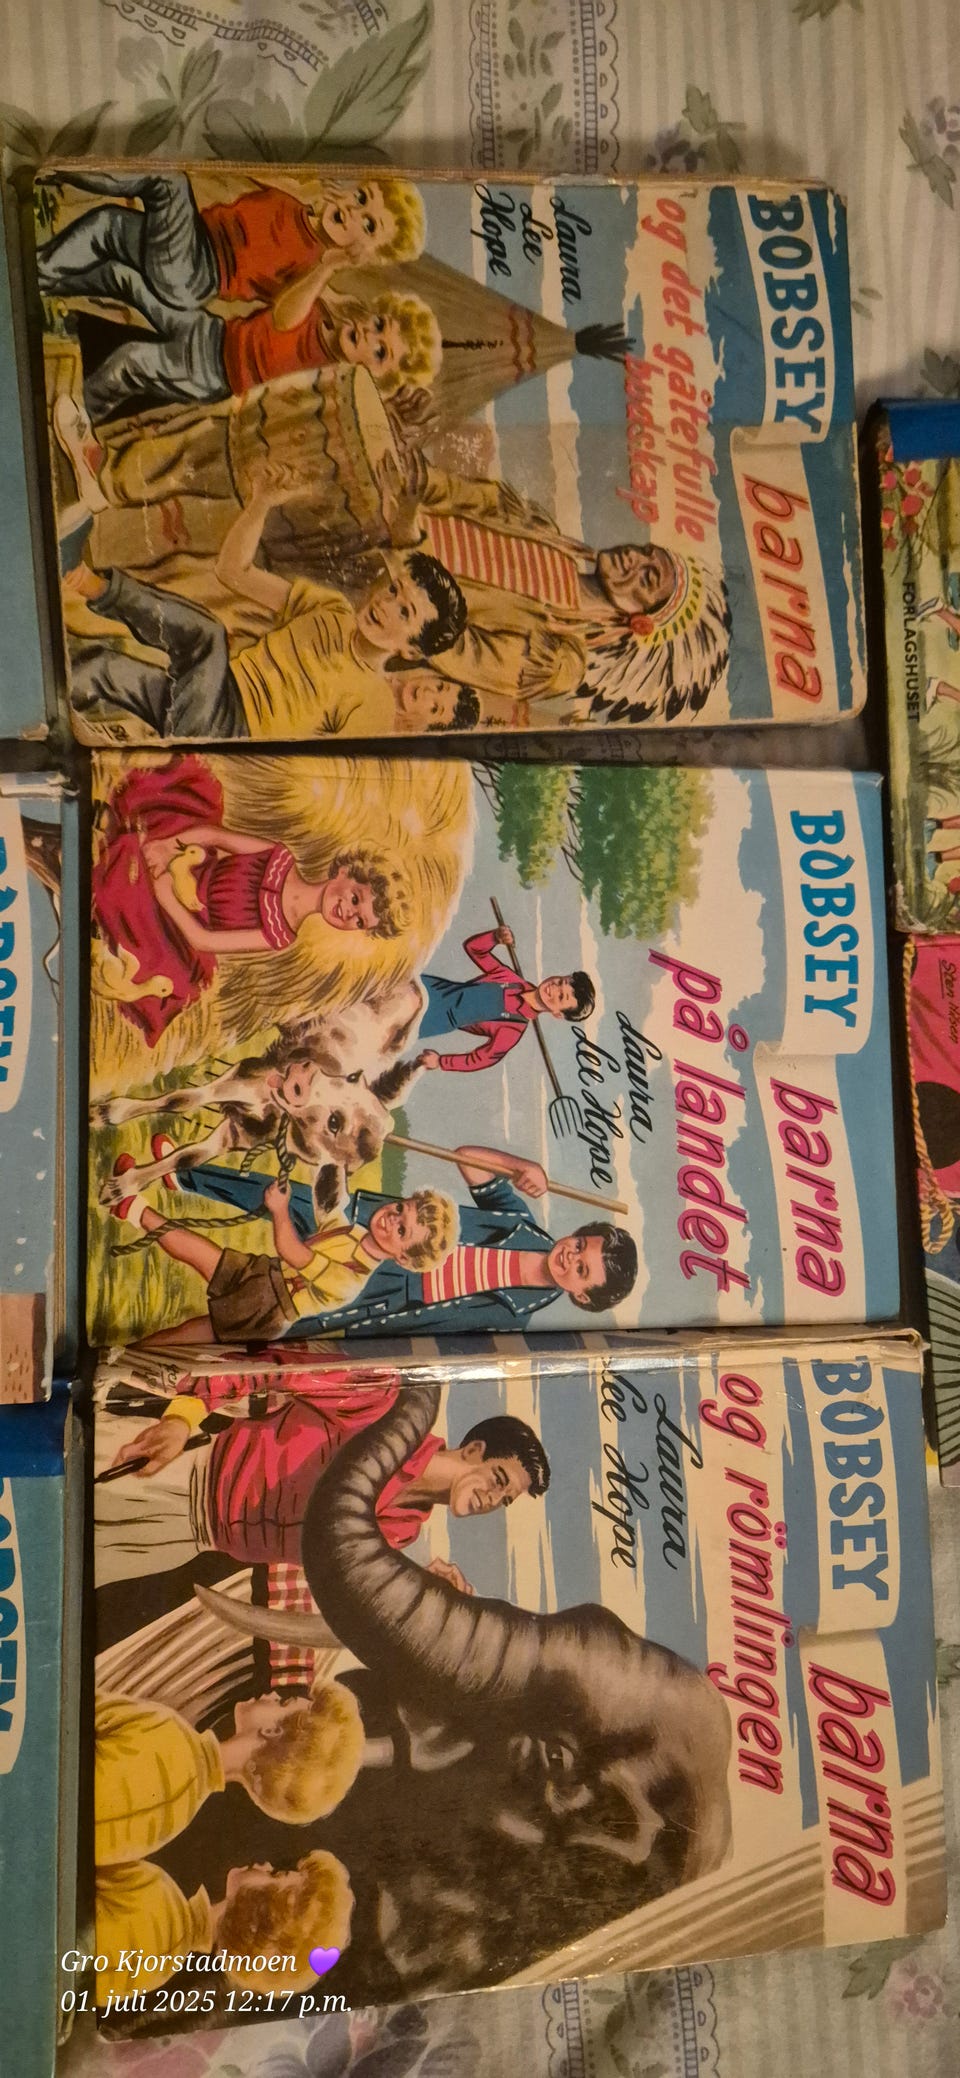 BOBSEY barna
og det gåtefulle
budskap
Laura
Lee
Hope
BOBSEY barna
på landet
Laura
Lee Hope
BOBSEY barna
og römlingen
Laura
Lee Hope
FORLAGSHUSET
Gro Kjorstadmoen 💜
01. juli 2025 12:17 p.m.